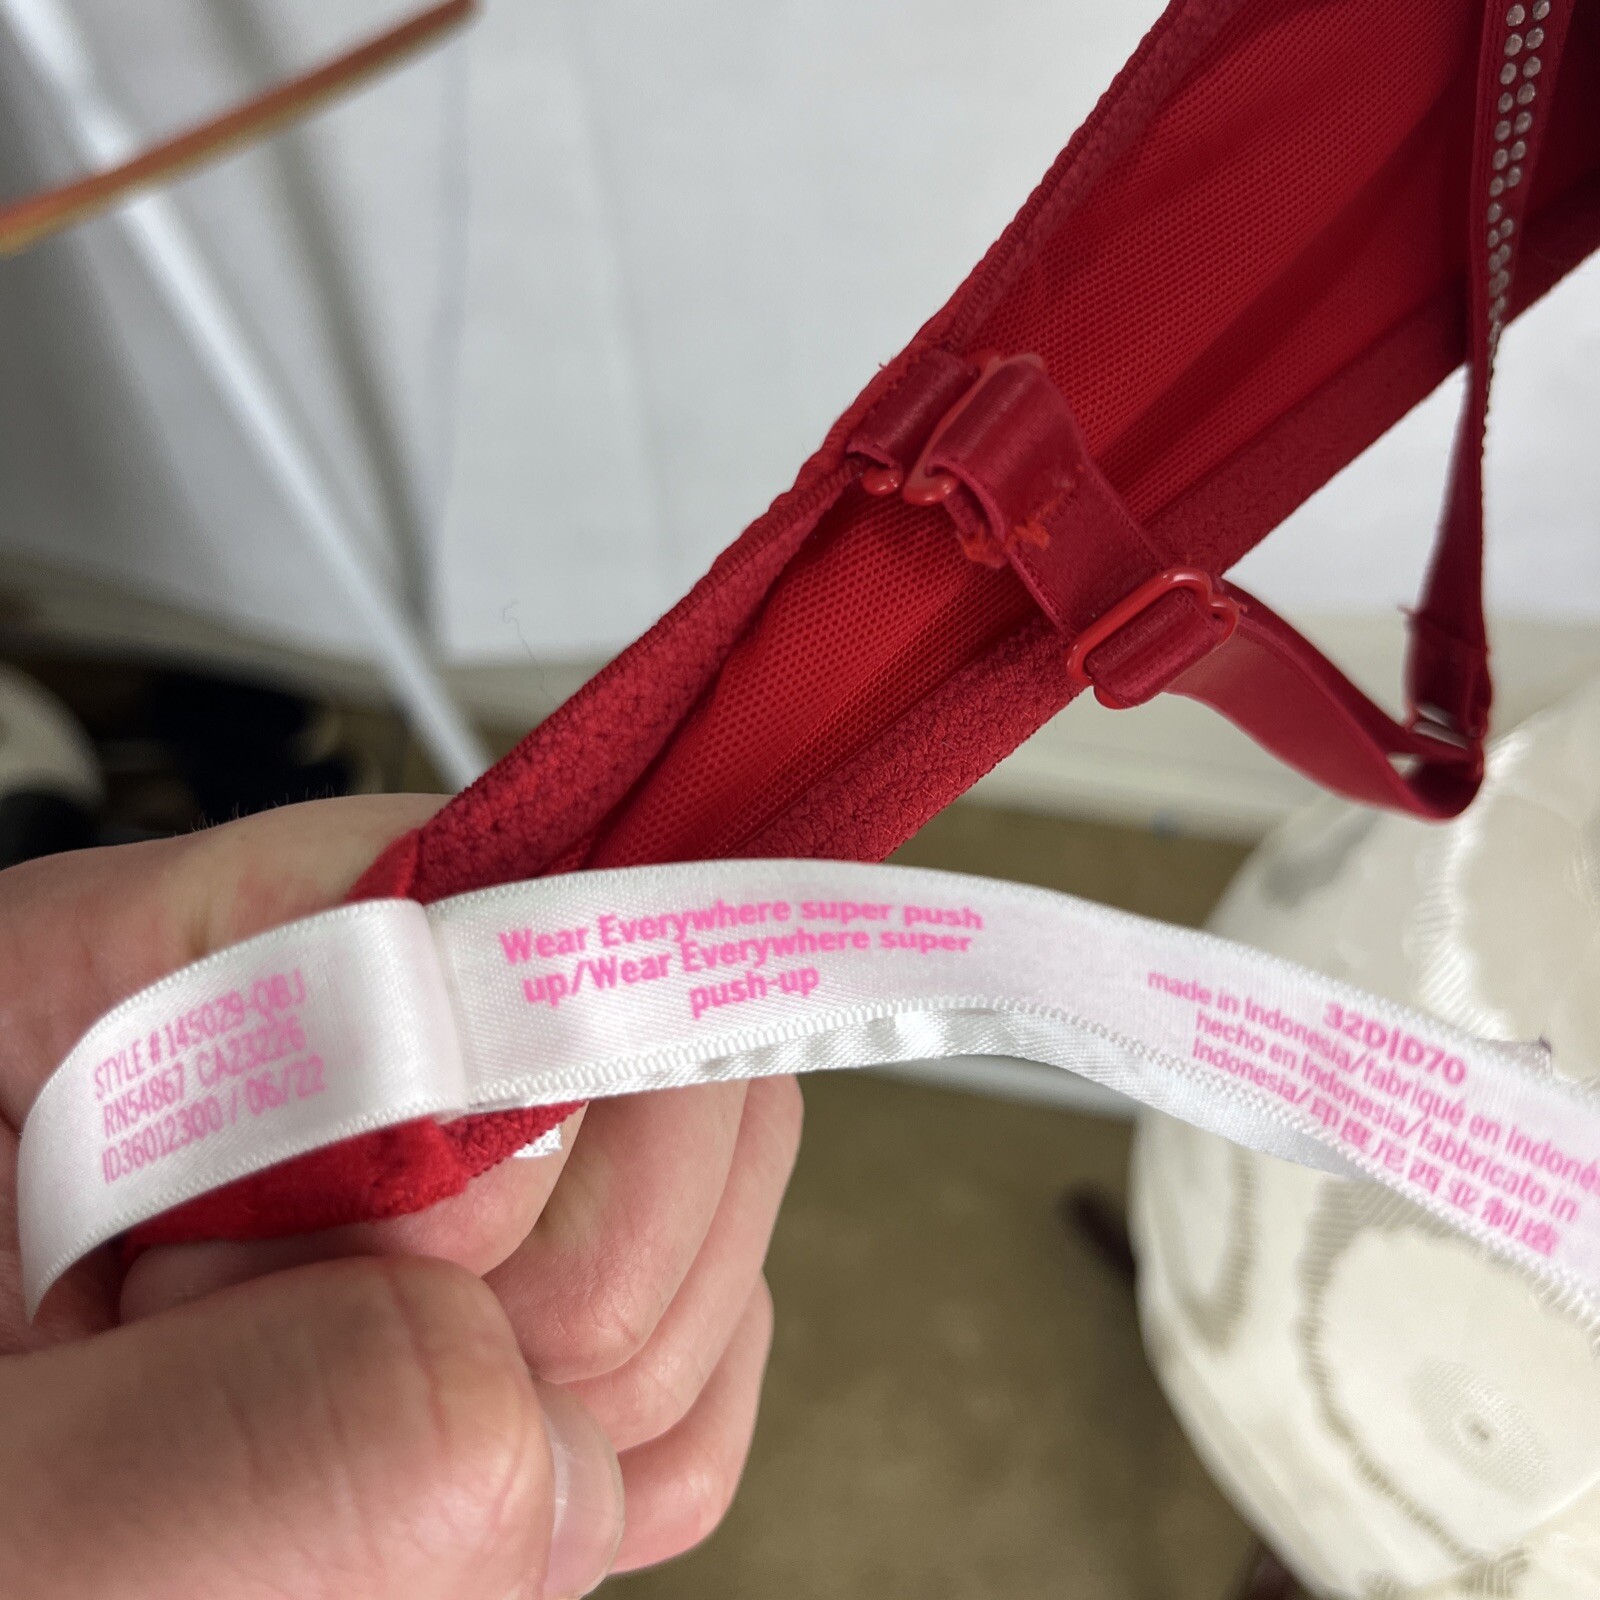 STYLE # 145029-QBJ
RN54867 CA23226
ID36012300 / 06/22
Wear Everywhere super push
up/Wear Everywhere super
push-up
32D|D70
made in Indonesia/fabriqué en Indoné
hecho en Indonesia/fabbricato in
Indonesia/印度尼西亚制造